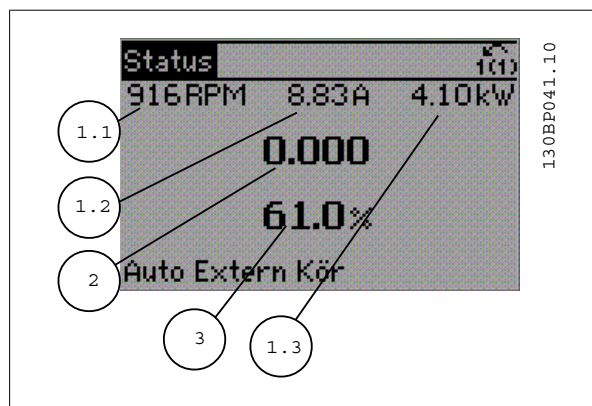 Status 1(1)
916RPM 8.83A 4.10kW
0.000
61.0%
Auto Extern Kör
1.1
1.2
2
3
1.3
130BP041.10